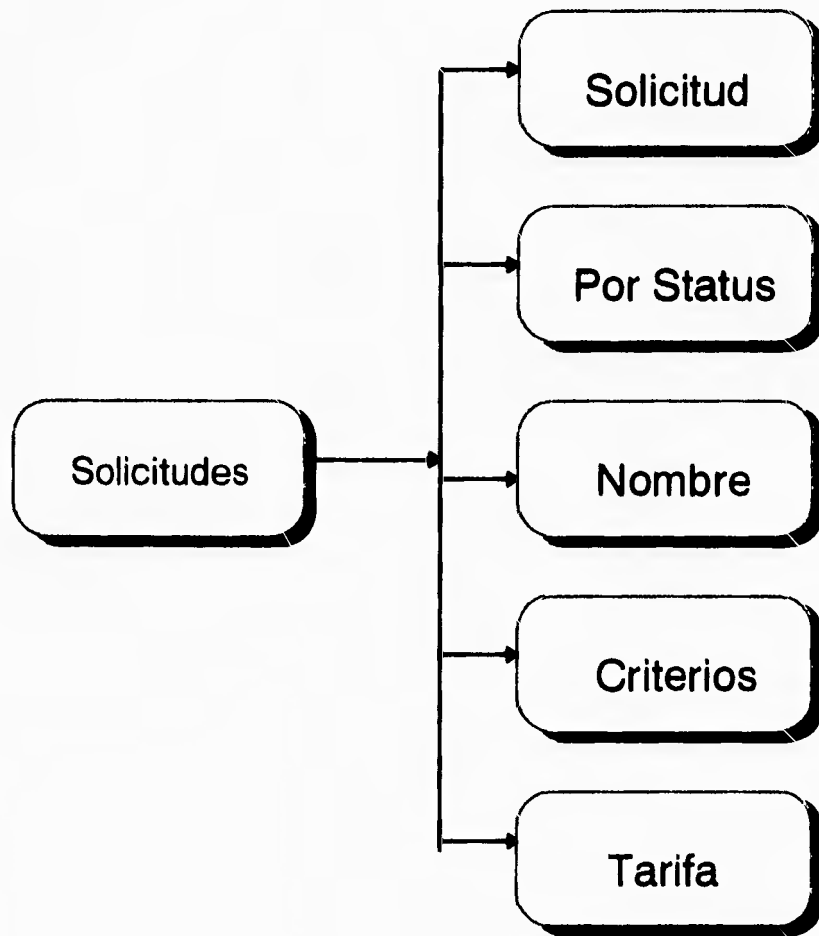 Solicitud
Por Status
Solicitudes
Nombre
Criterios
Tarifa